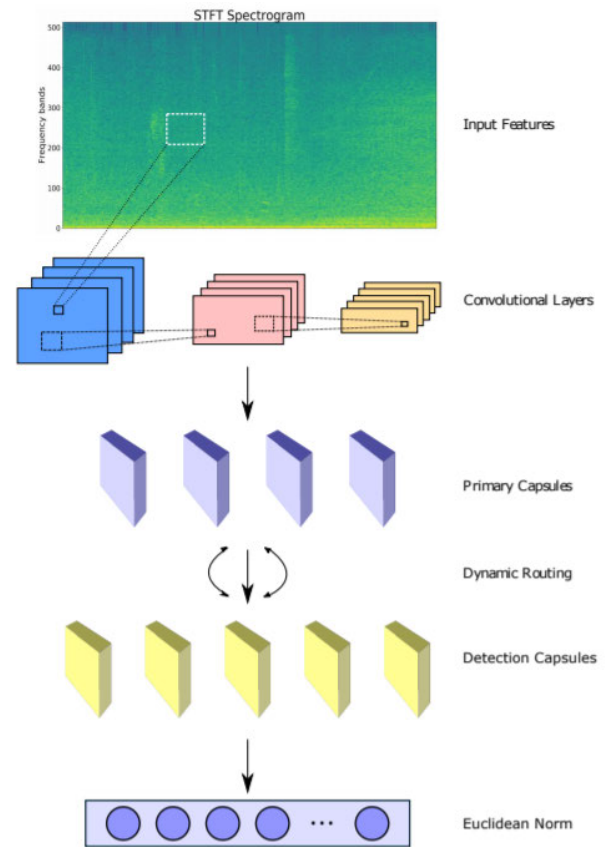 STFT Spectrogram
500
400
Frequency bands
300
200
100
0
Input Features
Convolutional Layers
Primary Capsules
Dynamic Routing
Detection Capsules
...
Euclidean Norm